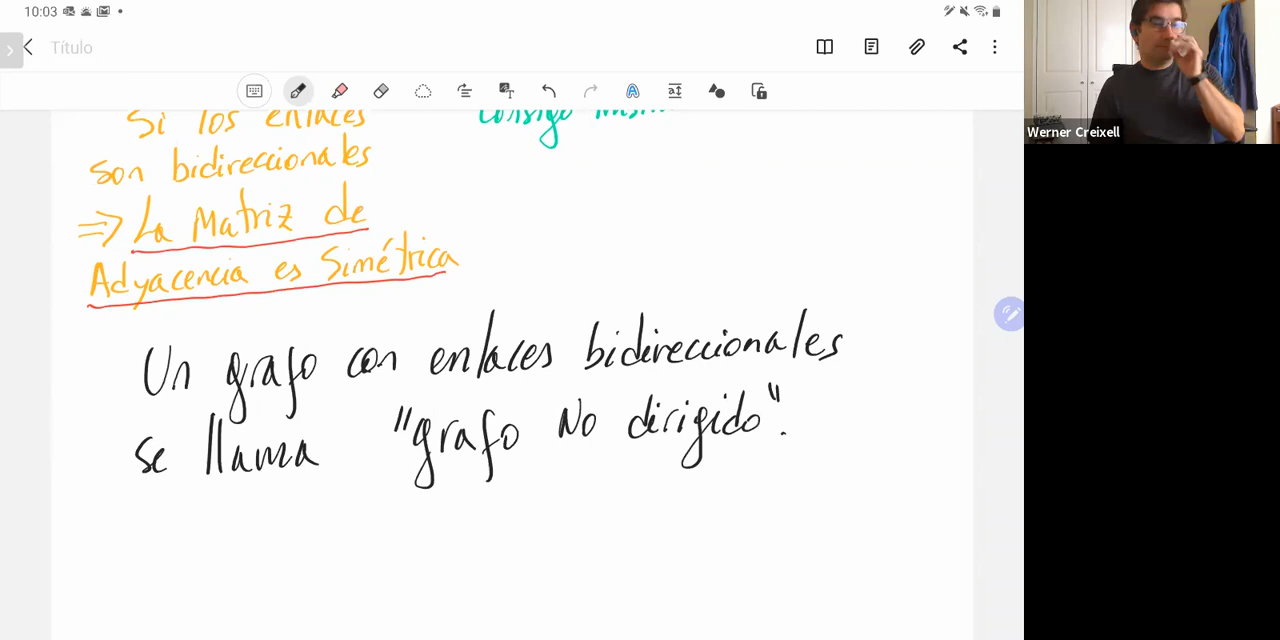 10:03
Título
Si los enlaces
son bidireccionales
=> La Matriz de
Adyacencia es Simétrica
consigo
Un grafo con enlaces bidireccionales
se llama "grafo No dirigido".
Werner Creixell